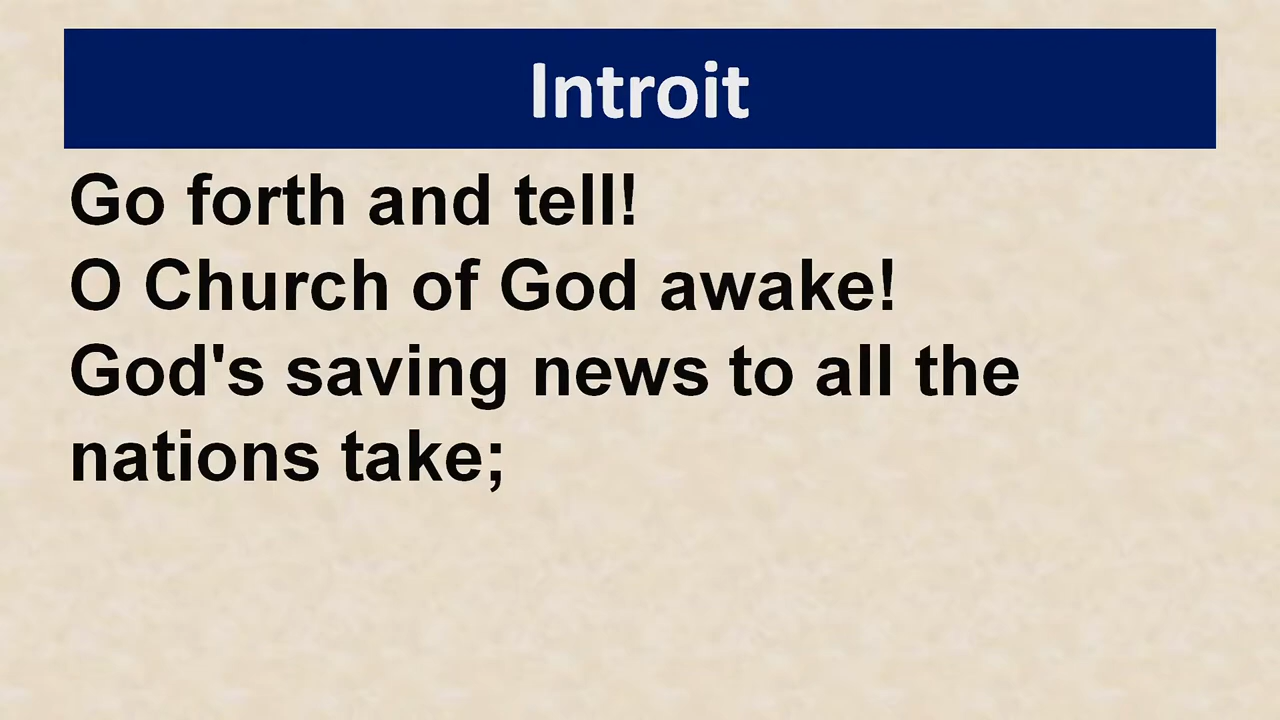 Introit
Go forth and tell!
O Church of God awake!
God's saving news to all the
nations take;